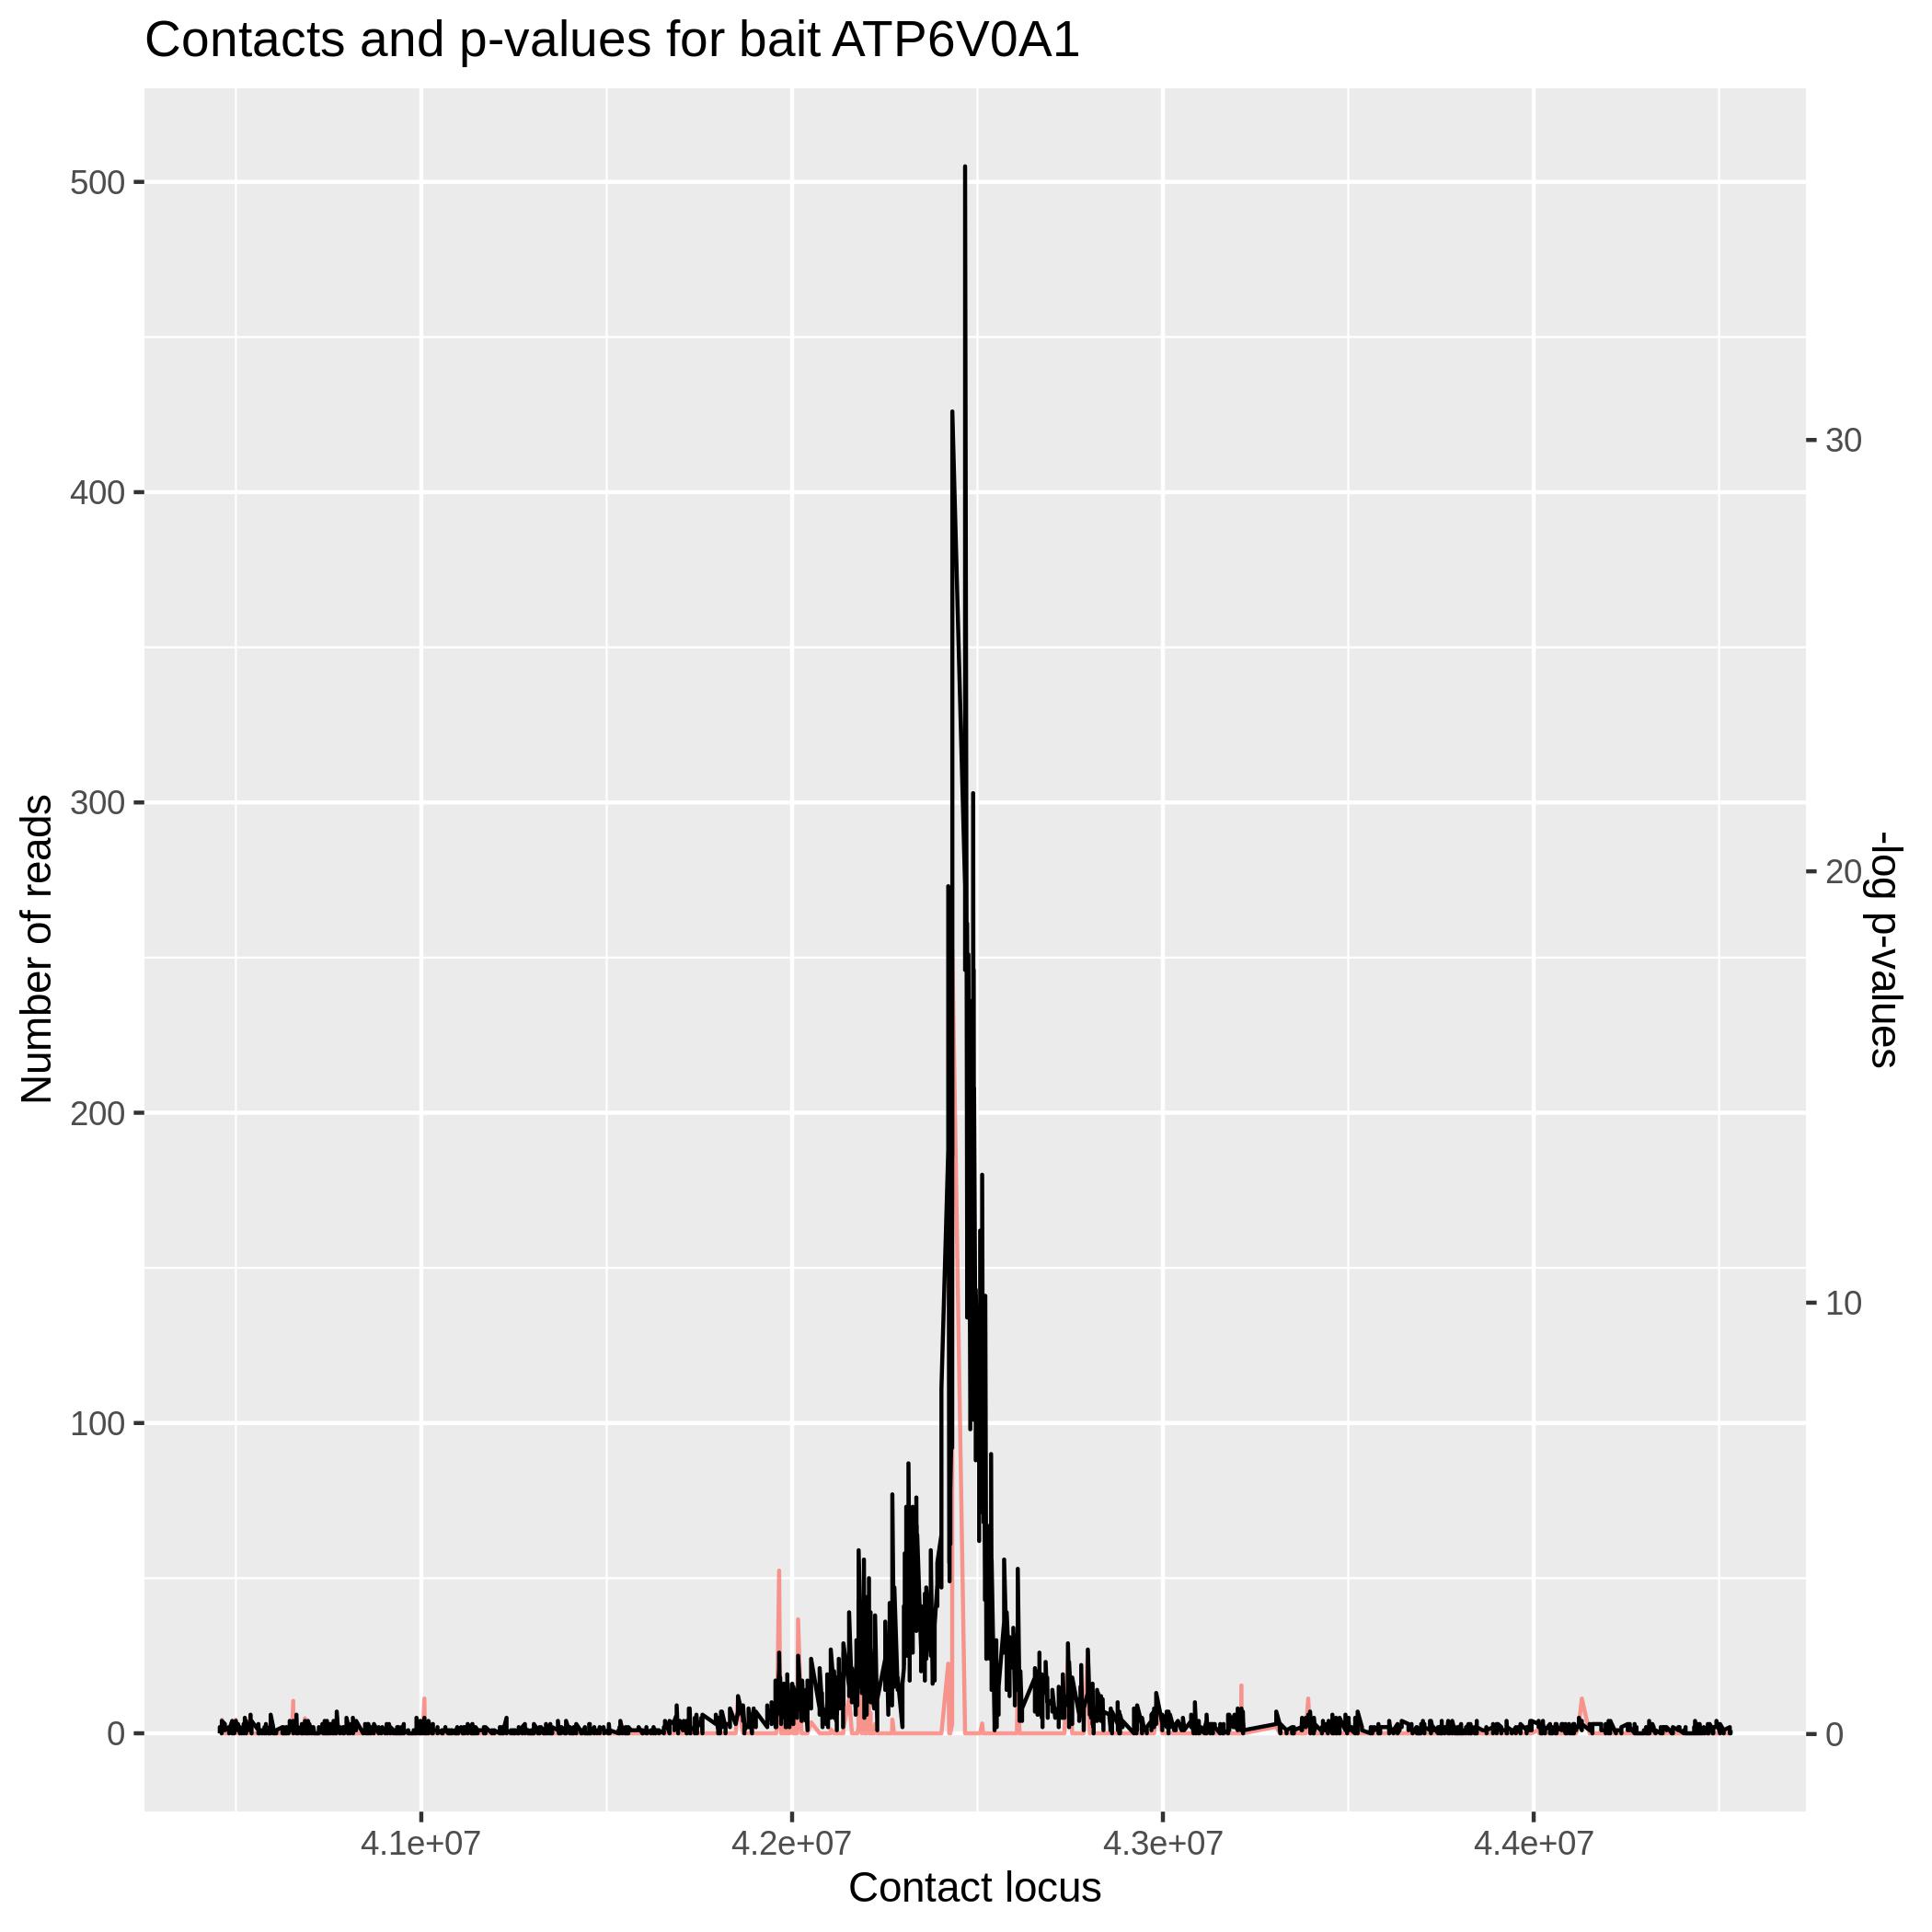 Contacts and p-values for bait ATP6V0A1
500
400
300
200
100
0
Number of reads
30
20
10
0
-log p-values
4.1e+07
4.2e+07
4.3e+07
4.4e+07
Contact locus